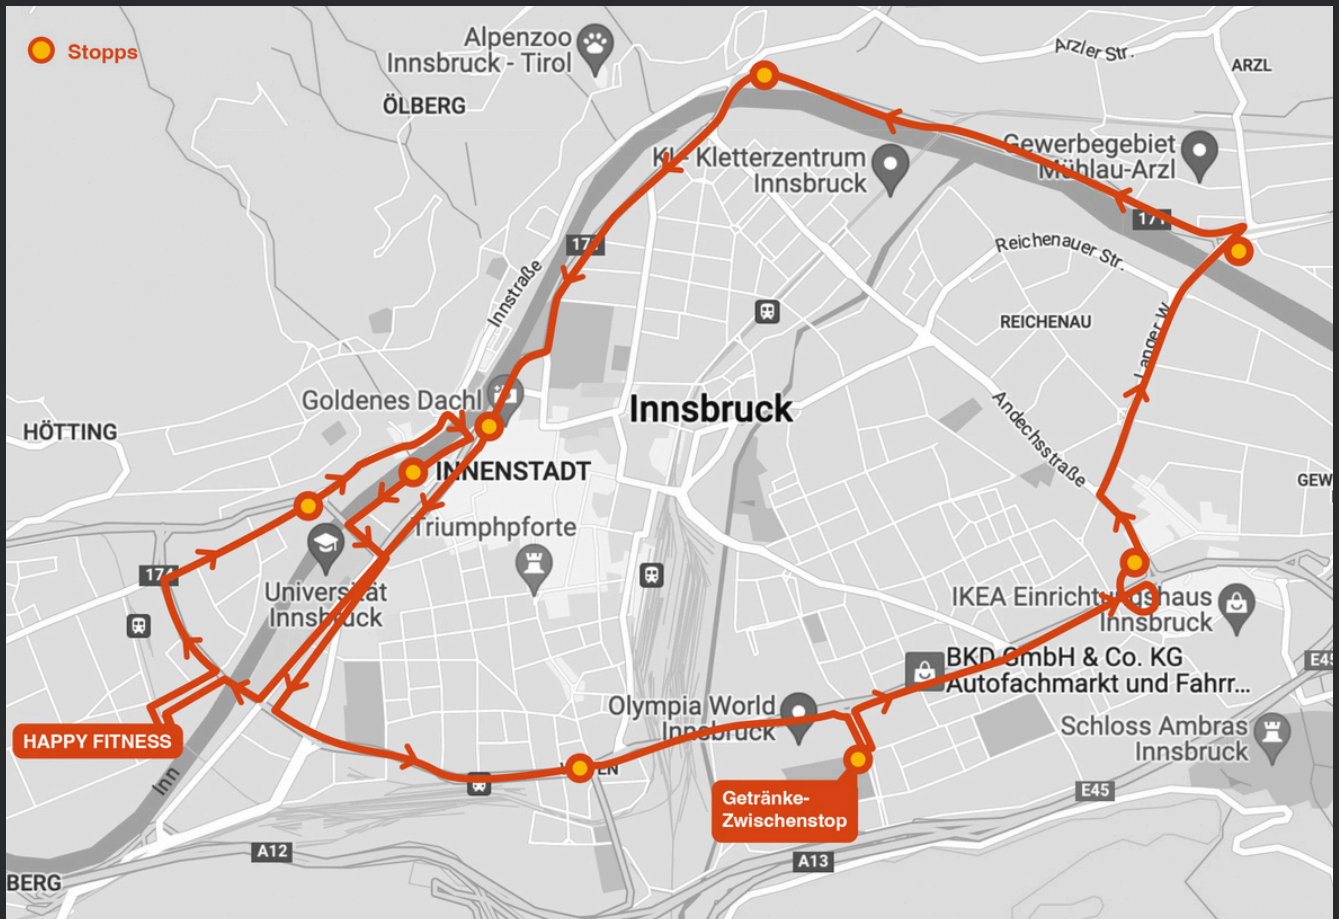 Stopps
Alpenzoo
Innsbruck - Tirol
ÖLBERG
Arzler Str.
ARZL
Gewerbegebiet
Mühlau-Arzl
Kletterzentrum
Innsbruck
171
Reichenauer Str.
Innstraße
REICHENAU
Langer W.
Goldenes Dachl
Innsbruck
HÖTTING
Andechsstraße
INNENSTADT
GEW
Triumphpforte
Universität
Innsbruck
IKEA Einrichtungshaus
Innsbruck
BKD GmbH & Co. KG
Autofachmarkt und Fahrr...
E45
Olympia World
Innsbruck
Schloss Ambras
Innsbruck
HAPPY FITNESS
Inn
Getränke-
Zwischenstop
E45
A12
A13
BERG